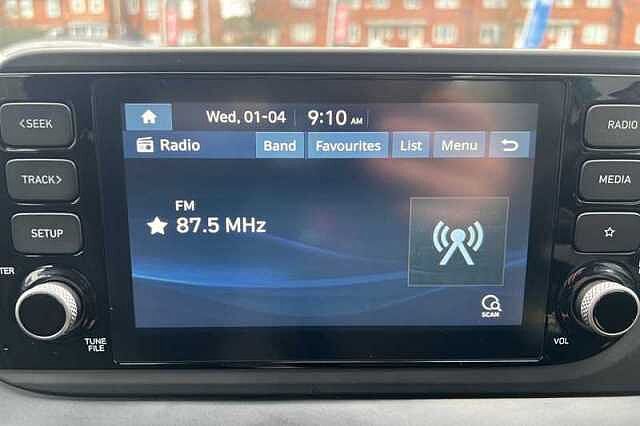 Wed, 01-04 9:10 AM
<SEEK
RADIO
Radio Band Favourites List Menu
TRACK>
MEDIA
FM
87.5 MHz
SETUP
TER
SCAN
TUNE
FILE
VOL